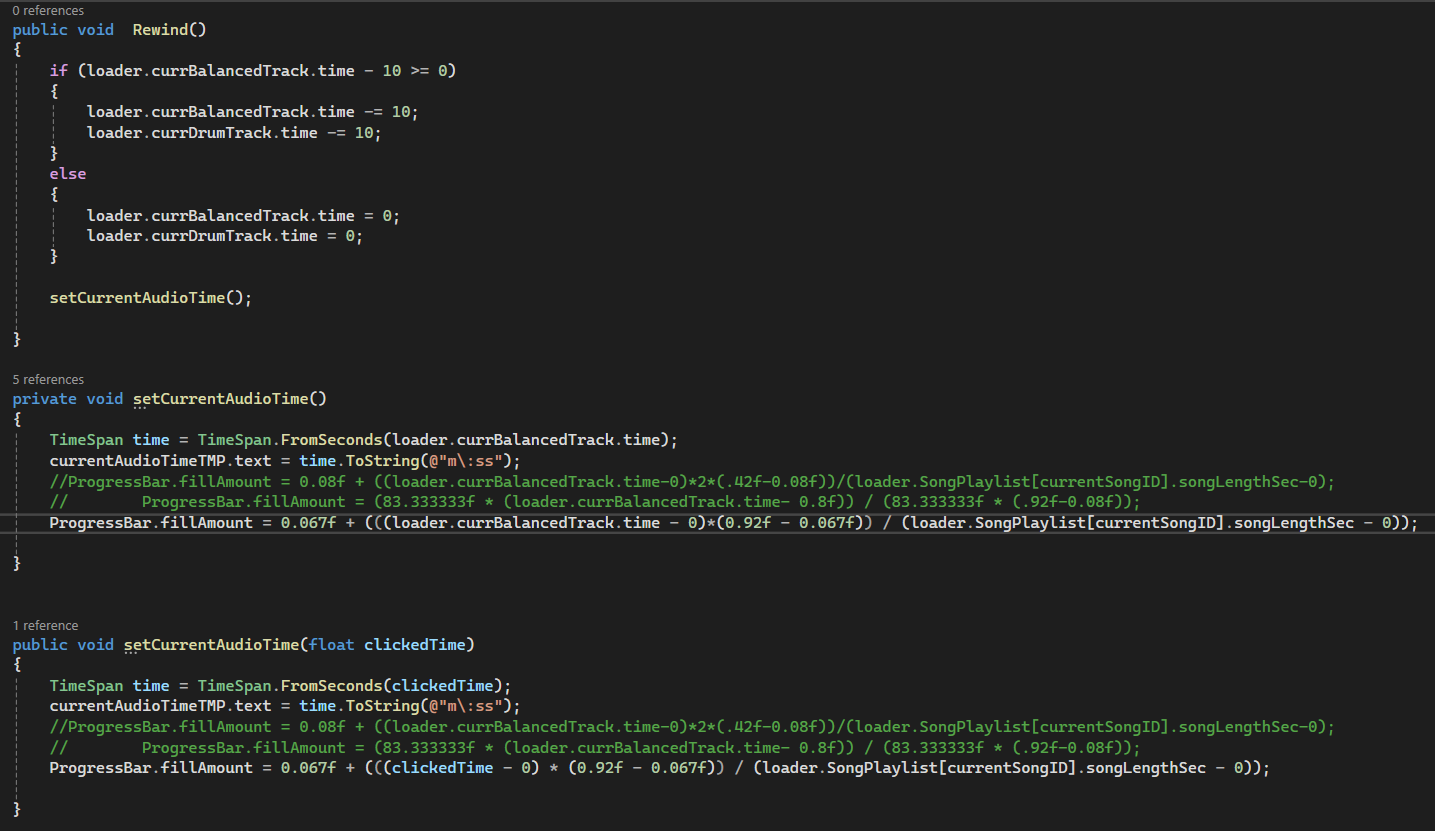 0 references
public void  Rewind()
{
    if (loader.currBalancedTrack.time - 10 >= 0)
    {
        loader.currBalancedTrack.time -= 10;
        loader.currDrumTrack.time -= 10;
    }
    else
    {
        loader.currBalancedTrack.time = 0;
        loader.currDrumTrack.time = 0;
    }

    setCurrentAudioTime();

}

5 references
private void setCurrentAudioTime()
{
    TimeSpan time = TimeSpan.FromSeconds(loader.currBalancedTrack.time);
    currentAudioTimeTMP.text = time.ToString(@"m\:ss");
    //ProgressBar.fillAmount = 0.08f + ((loader.currBalancedTrack.time-0)*2*(.42f-0.08f))/(loader.SongPlaylist[currentSongID].songLengthSec-0);
    //        ProgressBar.fillAmount = (83.333333f * (loader.currBalancedTrack.time- 0.8f)) / (83.333333f * (.92f-0.08f));
    ProgressBar.fillAmount = 0.067f + (((loader.currBalancedTrack.time - 0)*(0.92f - 0.067f)) / (loader.SongPlaylist[currentSongID].songLengthSec - 0));

}

1 reference
public void setCurrentAudioTime(float clickedTime)
{
    TimeSpan time = TimeSpan.FromSeconds(clickedTime);
    currentAudioTimeTMP.text = time.ToString(@"m\:ss");
    //ProgressBar.fillAmount = 0.08f + ((loader.currBalancedTrack.time-0)*2*(.42f-0.08f))/(loader.SongPlaylist[currentSongID].songLengthSec-0);
    //        ProgressBar.fillAmount = (83.333333f * (loader.currBalancedTrack.time- 0.8f)) / (83.333333f * (.92f-0.08f));
    ProgressBar.fillAmount = 0.067f + (((clickedTime - 0) * (0.92f - 0.067f)) / (loader.SongPlaylist[currentSongID].songLengthSec - 0));

}